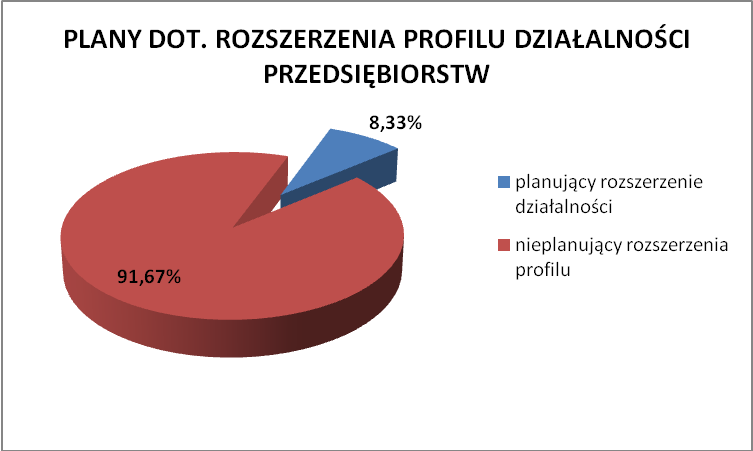 PLANY DOT. ROZSZERZENIA PROFILU DZIAŁALNOŚCI
PRZEDSIĘBIORSTW
8,33%
planujący rozszerzenie
działalności
nieplanujący rozszerzenia
profilu
91,67%